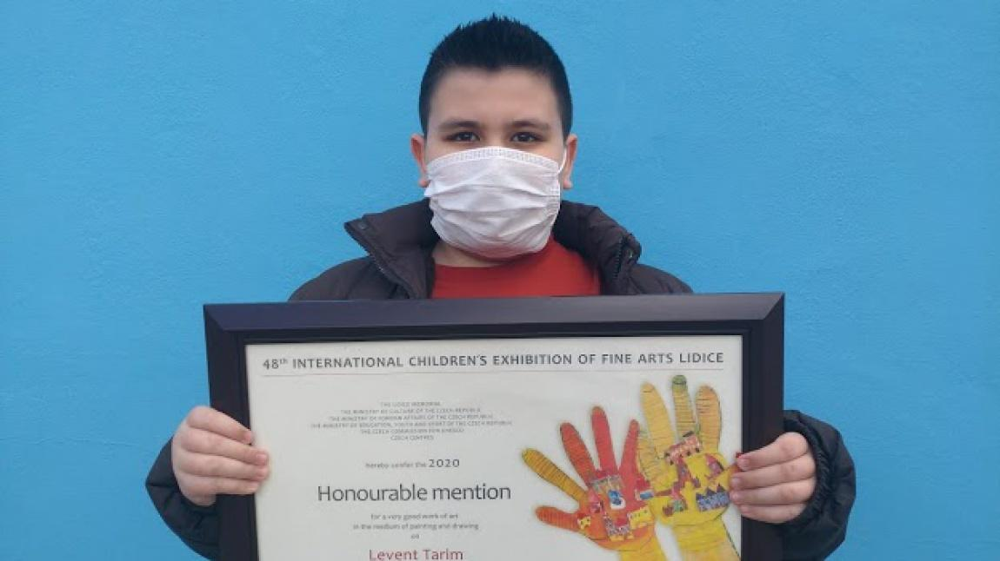 48th INTERNATIONAL CHILDREN'S EXHIBITION OF FINE ARTS LIDICE
THE LIDICE MEMORIAL
THE MINISTRY OF CULTURE OF THE CZECH REPUBLIC
THE MINISTRY OF FOREIGN AFFAIRS OF THE CZECH REPUBLIC
THE MINISTRY OF EDUCATION, YOUTH AND SPORT OF THE CZECH REPUBLIC
THE CZECH COMMISSION FOR UNESCO
CZECH CENTRES
hereby confer the 2020
Honourable mention
for a very good work of art
in the medium of painting and drawing
on
Levent Tarim